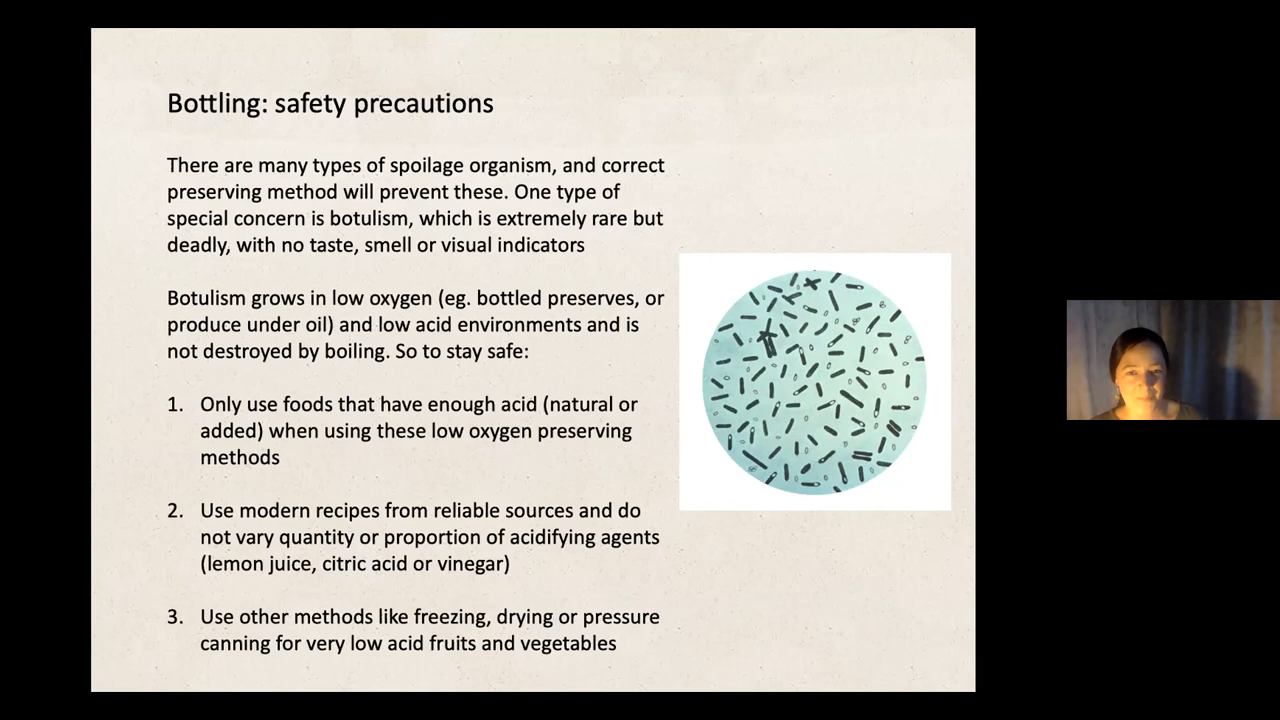 Bottling: safety precautions
There are many types of spoilage organism, and correct
preserving method will prevent these. One type of
special concern is botulism, which is extremely rare but
deadly, with no taste, smell or visual indicators
Botulism grows in low oxygen (eg. bottled preserves, or
produce under oil) and low acid environments and is
not destroyed by boiling. So to stay safe:
1. Only use foods that have enough acid (natural or
added) when using these low oxygen preserving
methods
2. Use modern recipes from reliable sources and do
not vary quantity or proportion of acidifying agents
(lemon juice, citric acid or vinegar)
3. Use other methods like freezing, drying or pressure
canning for very low acid fruits and vegetables